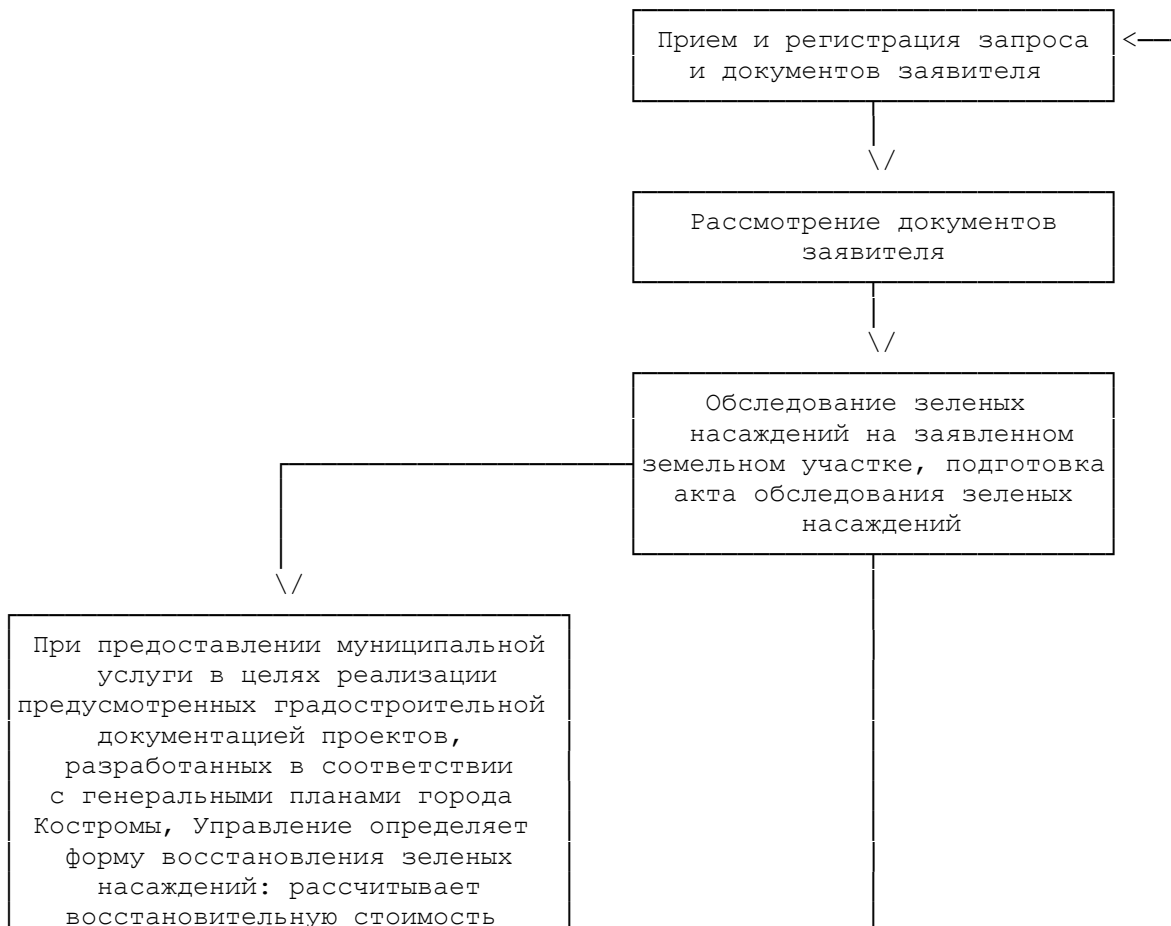 Прием и регистрация запроса
и документов заявителя
Рассмотрение документов
заявителя
Обследование зеленых
насаждений на заявленном
земельном участке, подготовка
акта обследования зеленых
насаждений
При предоставлении муниципальной
услуги в целях реализации
предусмотренных градостроительной
документацией проектов,
разработанных в соответствии
с генеральными планами города
Костромы, Управление определяет
форму восстановления зеленых
насаждений: рассчитывает
восстановительную стоимость